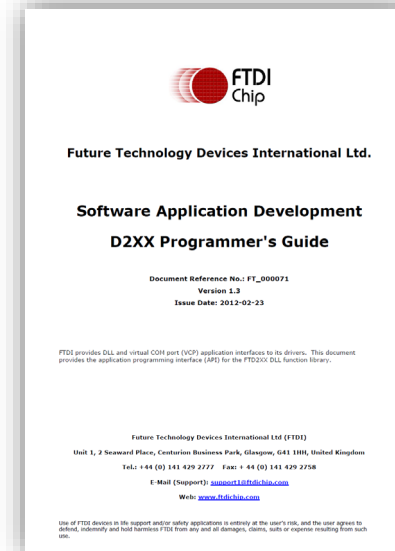 FTDI
Chip
Future Technology Devices International Ltd.
Software Application Development
D2XX Programmer's Guide
Document Reference No.: FT_000071
Version 1.3
Issue Date: 2012-02-23
FTDI provides DLL and virtual COM port (VCP) application interfaces to its drivers. This document
provides the application programming interface (API) for the FTD2XX DLL function library.
Future Technology Devices International Ltd (FTDI)
Unit 1, 2 Seaward Place, Centurion Business Park, Glasgow, G41 1HH, United Kingdom
Tel.: +44 (0) 141 429 2777 Fax: + 44 (0) 141 429 2758
E-Mail (Support): support1@ftdichip.com
Web: www.ftdichip.com
Use of FTDI devices in life support and/or safety applications is entirely at the user's risk, and the user agrees to
defend, indemnify and hold harmless FTDI from any and all damages, claims, suits or expense resulting from such
use.